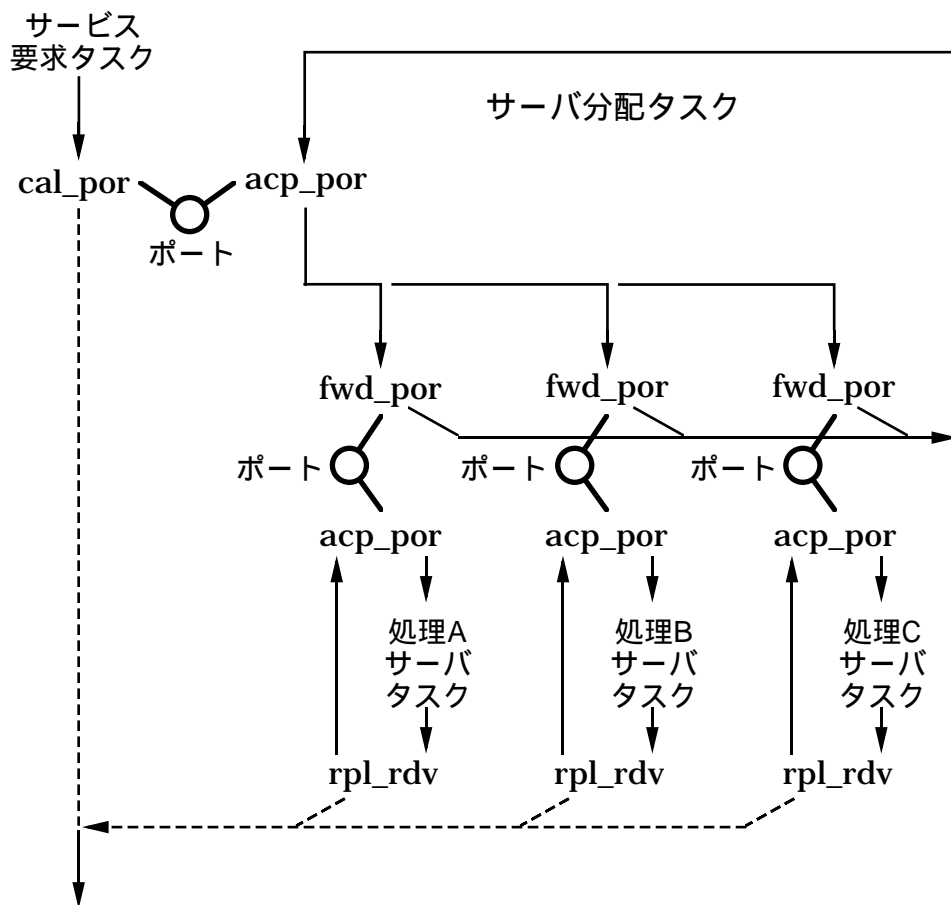 サービス
要求タスク
サーバ分配タスク
cal_por
acp_por
ポート
fwd_por
fwd_por
fwd_por
ポート
ポート
ポート
acp_por
acp_por
acp_por
処理A
サーバ
タスク
処理B
サーバ
タスク
処理C
サーバ
タスク
rpl_rdv
rpl_rdv
rpl_rdv